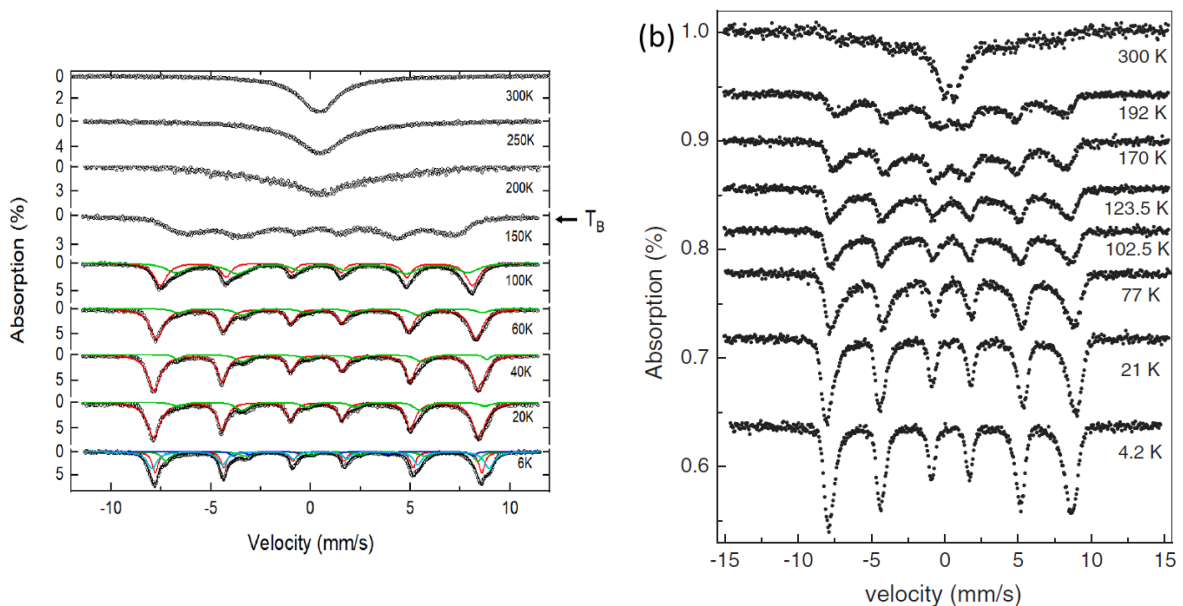 0
2
300K
0
4
250K
0
3
200K
0
3
150K
T_B
0
5
100K
0
5
60K
0
5
40K
0
5
20K
0
5
6K
Absorption (%)
-10 -5 0 5 10
Velocity (mm/s)
(b)
1.0
300 K
192 K
0.9
170 K
123.5 K
0.8
102.5 K
77 K
0.7
21 K
4.2 K
0.6
Absorption (%)
-15 -10 -5 0 5 10 15
velocity (mm/s)